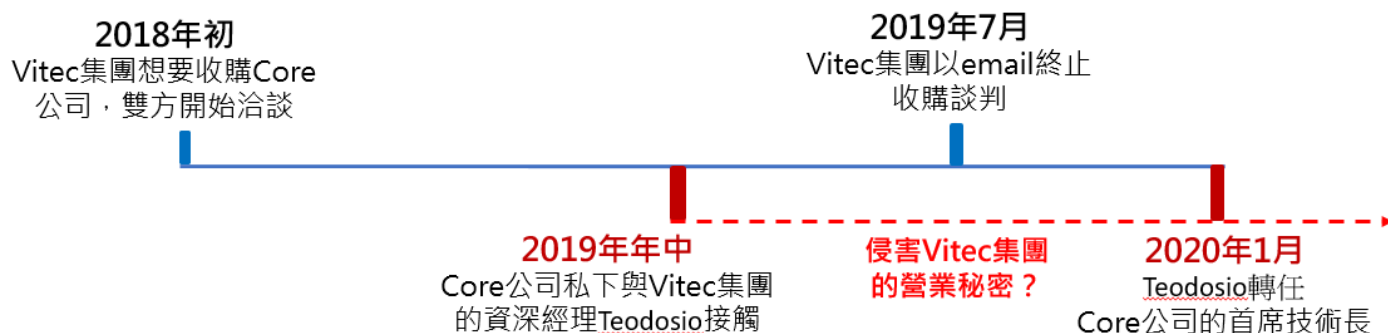 2018年初
Vitec集團想要收購Core
公司，雙方開始洽談
2019年7月
Vitec集團以email終止
收購談判
2019年年中
Core公司私下與Vitec集團
的資深經理Teodosio接觸
侵害Vitec集團
的營業秘密？
2020年1月
Teodosio轉任
Core公司的首席技術長